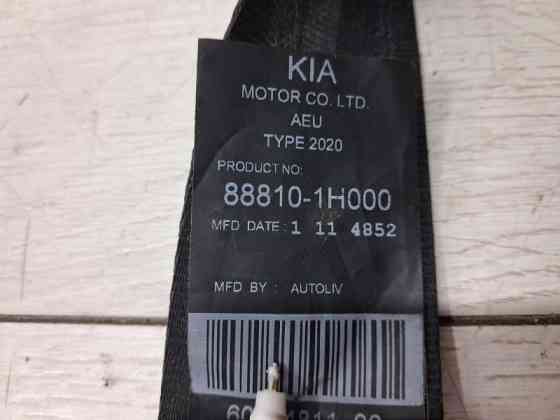 KIA
MOTOR CO. LTD.
AEU
TYPE 2020
PRODUCT NO:
88810-1H000
MFD DATE : 1 11 4852
MFD BY : AUTOLIV